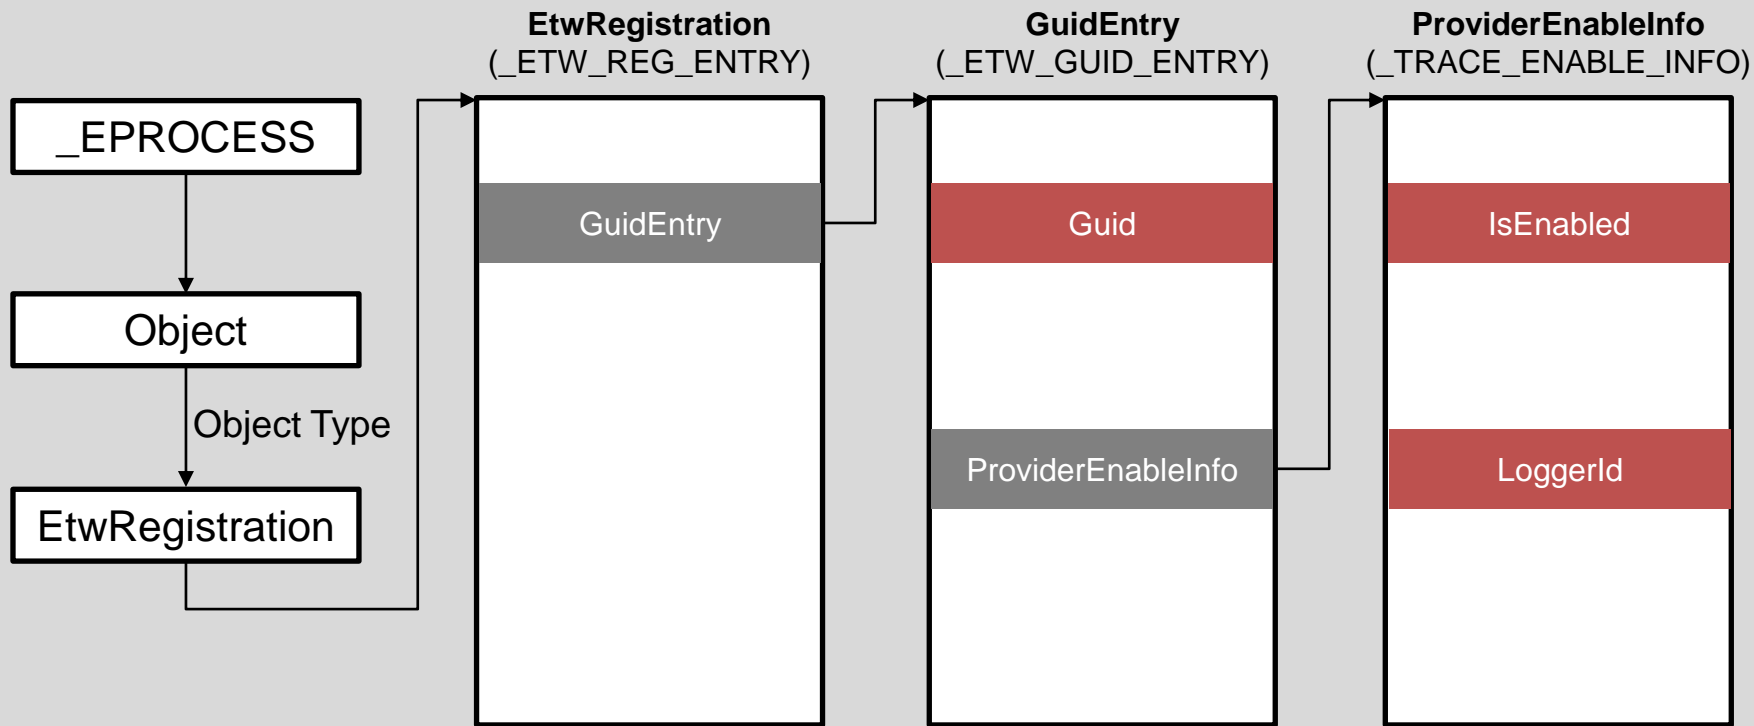 EtwRegistration
(_ETW_REG_ENTRY)
GuidEntry
(_ETW_GUID_ENTRY)
ProviderEnableInfo
(_TRACE_ENABLE_INFO)
_EPROCESS
Object
Object Type
EtwRegistration
GuidEntry
Guid
ProviderEnableInfo
IsEnabled
LoggerId